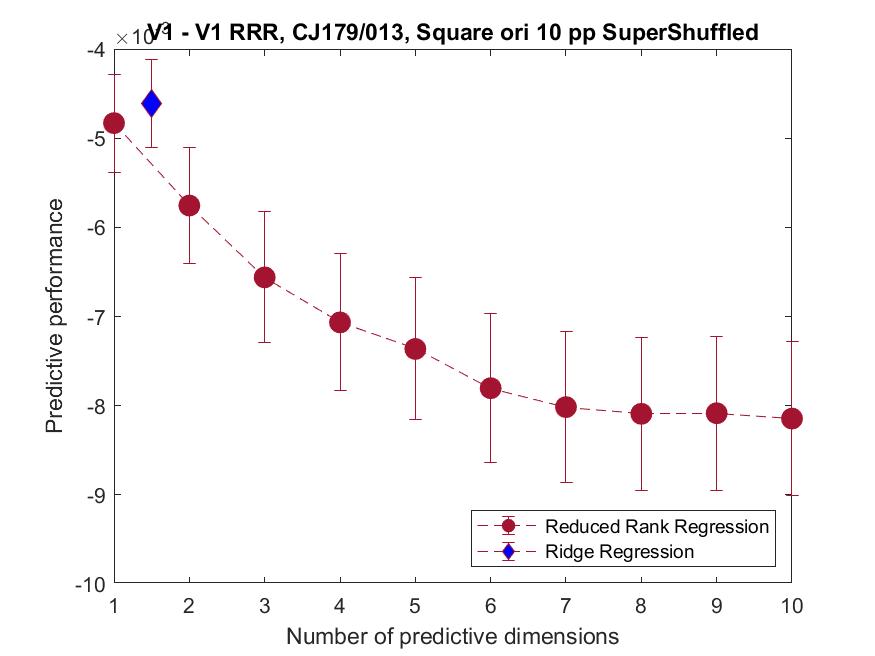 ×10⁻³
V1 - V1 RRR, CJ179/013, Square ori 10 pp SuperShuffled
-4
-5
-6
-7
-8
-9
-10
Predictive performance
Reduced Rank Regression
Ridge Regression
1 2 3 4 5 6 7 8 9 10
Number of predictive dimensions